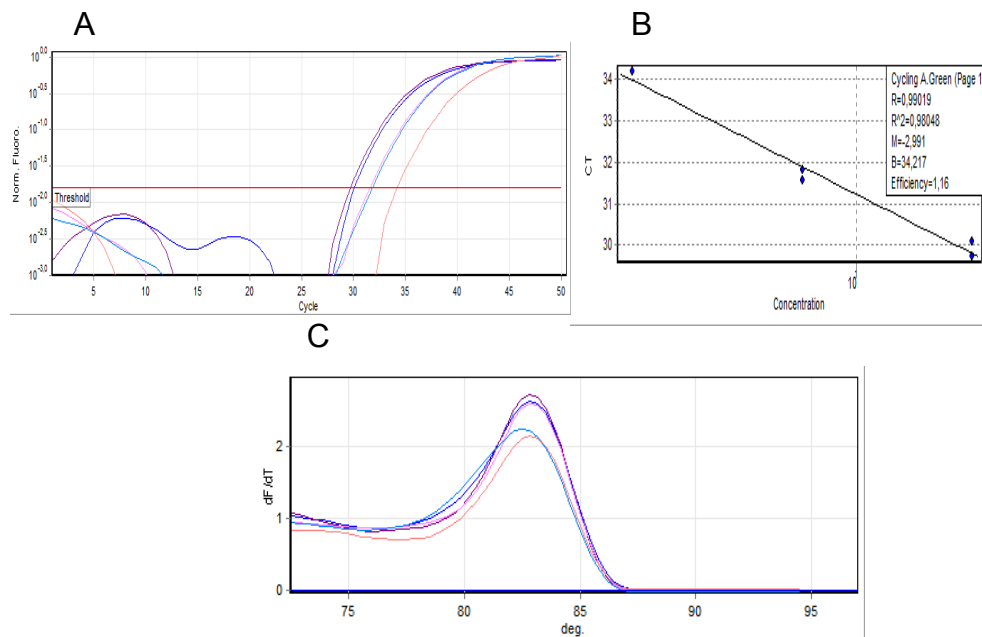 A
B
Norm. Fluoro.
10^0,0
10^-0,5
10^-1,0
10^-1,5
10^-2,0
10^-2,5
10^-3,0
Threshold
5 10 15 20 25 30 35 40 45 50
Cycle
CT
34
33
32
31
30
Cycling A.Green (Page 1
R=0,99019
R^2=0,98048
M=-2,991
B=34,217
Efficiency=1,16
10
Concentration
C
dF/dT
2
1
0
75 80 85 90 95
deg.